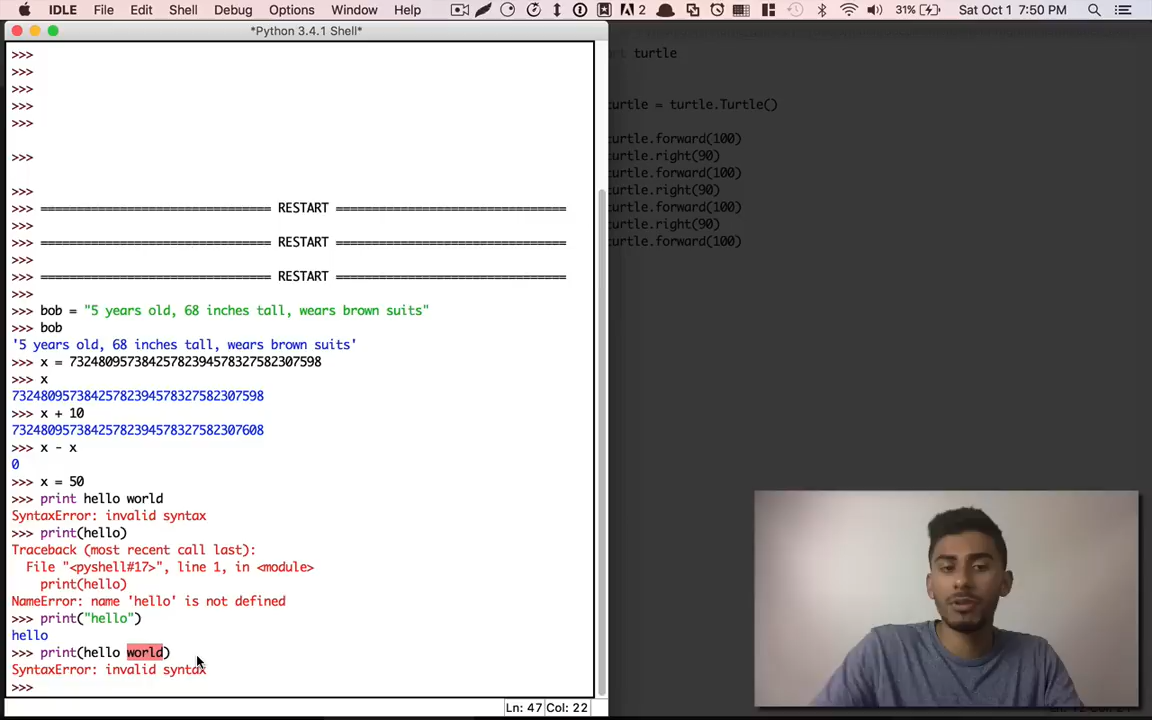 IDLE File Edit Shell Debug Options Window Help 2 31% Sat Oct 1 7:50 PM
*Python 3.4.1 Shell*
>>>
>>>
>>>
>>>
>>>
>>>
>>>
>>> ================================ RESTART ================================
>>>
>>> ================================ RESTART ================================
>>>
>>> ================================ RESTART ================================
>>>
>>> bob = "5 years old, 68 inches tall, wears brown suits"
>>> bob
'5 years old, 68 inches tall, wears brown suits'
>>> x = 73248095738425782394578327582307598
>>> x
73248095738425782394578327582307598
>>> x + 10
73248095738425782394578327582307608
>>> x - x
0
>>> x = 50
>>> print hello world
SyntaxError: invalid syntax
>>> print(hello)
Traceback (most recent call last):
File "<pyshell#17>", line 1, in <module>
print(hello)
NameError: name 'hello' is not defined
>>> print("hello")
hello
>>> print(hello world)
SyntaxError: invalid syntax
>>>
Ln: 47 Col: 22
turtle
turtle = turtle.Turtle()
turtle.forward(100)
turtle.right(90)
turtle.forward(100)
turtle.right(90)
turtle.forward(100)
turtle.right(90)
turtle.forward(100)